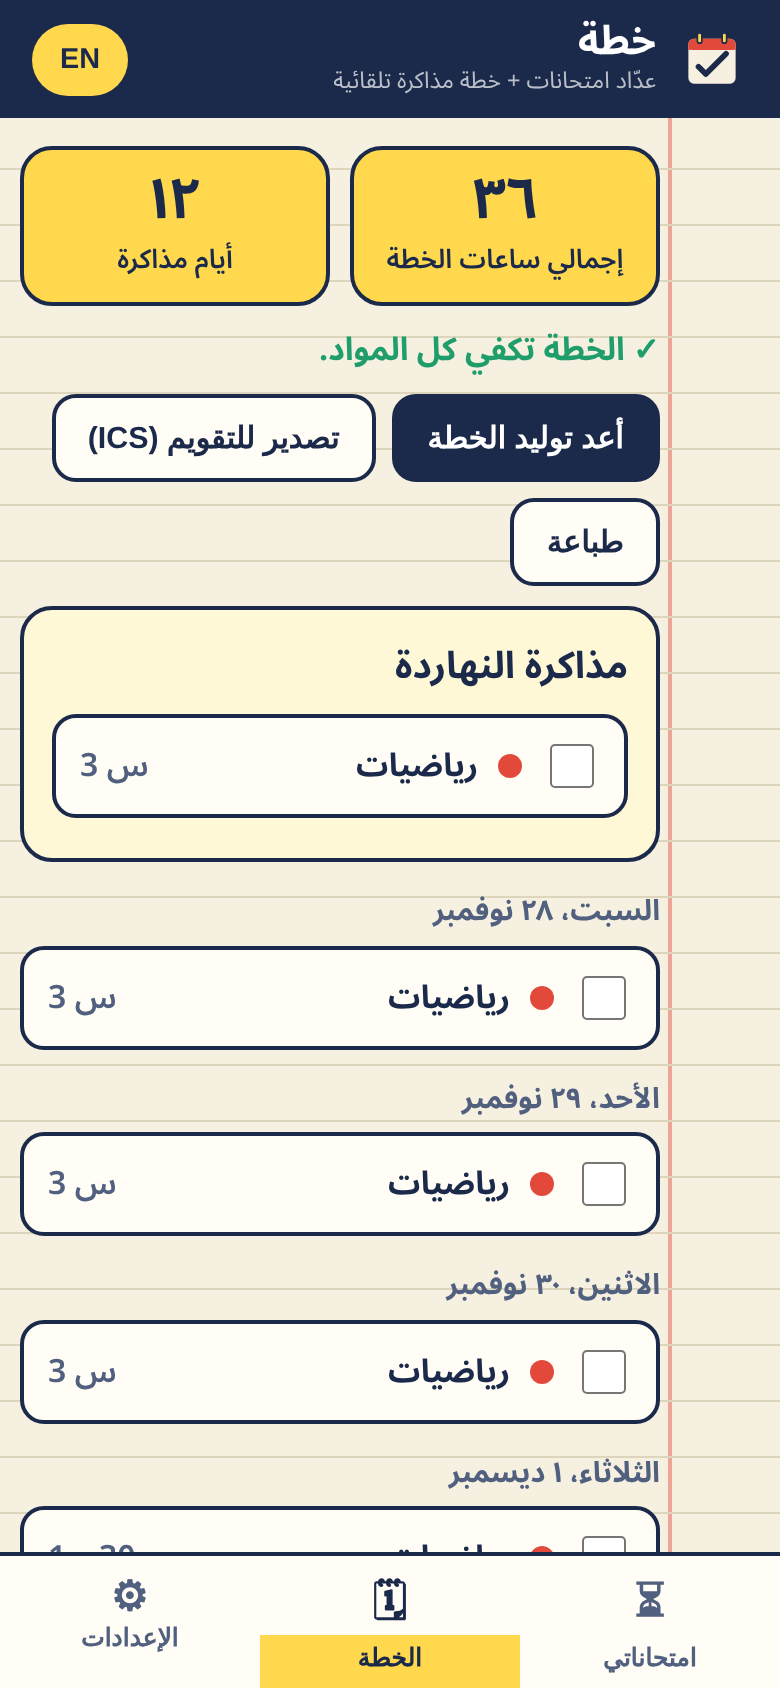 خطة
عدّاد امتحانات + خطة مذاكرة تلقائية
EN
٣٦
إجمالي ساعات الخطة
١٢
أيام مذاكرة
✓ الخطة تكفي كل المواد.
أعد توليد الخطة
تصدير للتقويم (ICS)
طباعة
مذاكرة النهاردة
رياضيات
3 س
السبت، ٢٨ نوفمبر
رياضيات
3 س
الأحد، ٢٩ نوفمبر
رياضيات
3 س
الاثنين، ٣٠ نوفمبر
رياضيات
3 س
الثلاثاء، ١ ديسمبر
رياضيات
امتحاناتي
الخطة
الإعدادات